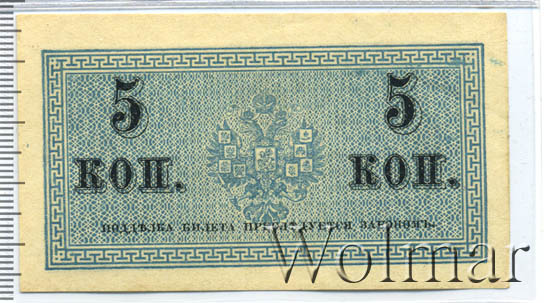 5 5
КОП. КОП.
ПОДДѢЛКА БИЛЕТА ПРЕСЛѢДУЕТСЯ ЗАКОНОМЪ.
Wolmar